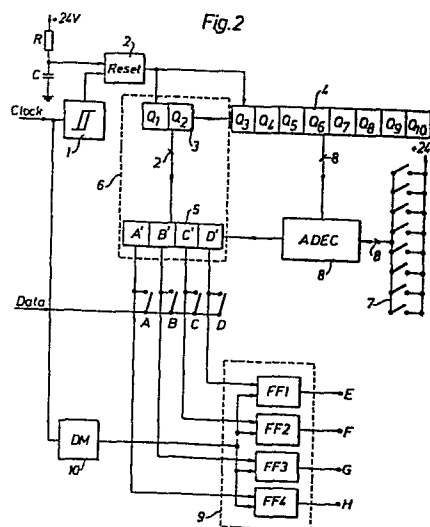 Fig.2
+24V
R
C
2
Reset
Clock
1
Q1 Q2
3
4
Q3 Q4 Q5 Q6 Q7 Q8 Q9 Q10
+24
6
2
8
5
A' B' C' D'
ADEC
8
8
7
Data
A B C D
DM
10
9
FF1
E
FF2
F
FF3
G
FF4
H